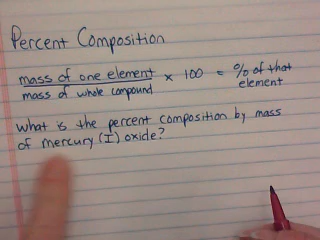 Percent Composition
mass of one element × 100 = % of that
mass of whole compound element
What is the percent composition by mass
of mercury (I) oxide?